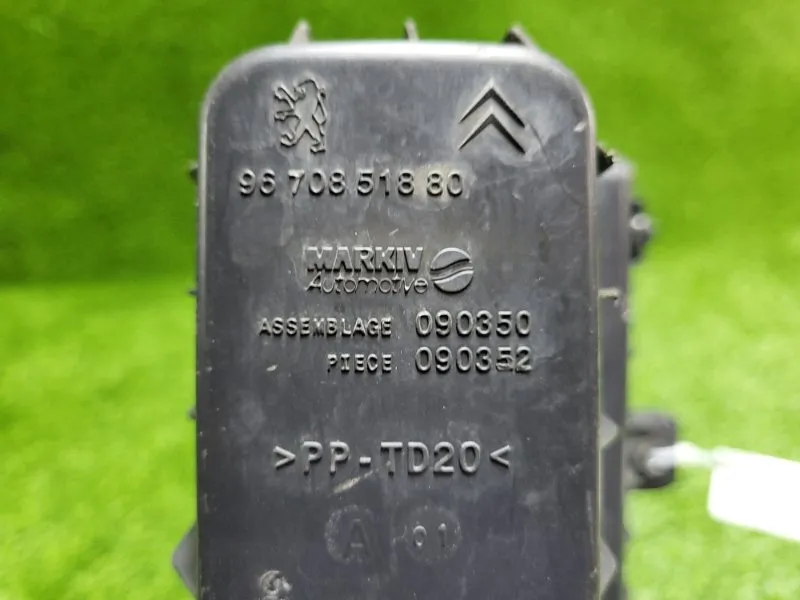 96 708 518 80
MARKIV
Automotive
ASSEMBLAGE 090350
PIECE 090352
>PP-TD20<
A 01